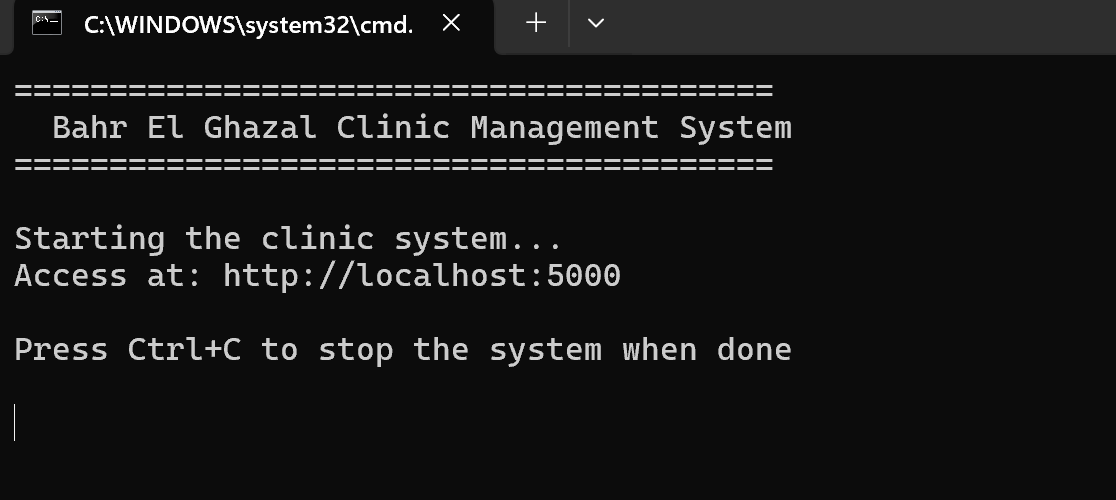 C:\WINDOWS\system32\cmd.
========================================
Bahr El Ghazal Clinic Management System
========================================
Starting the clinic system...
Access at: http://localhost:5000
Press Ctrl+C to stop the system when done